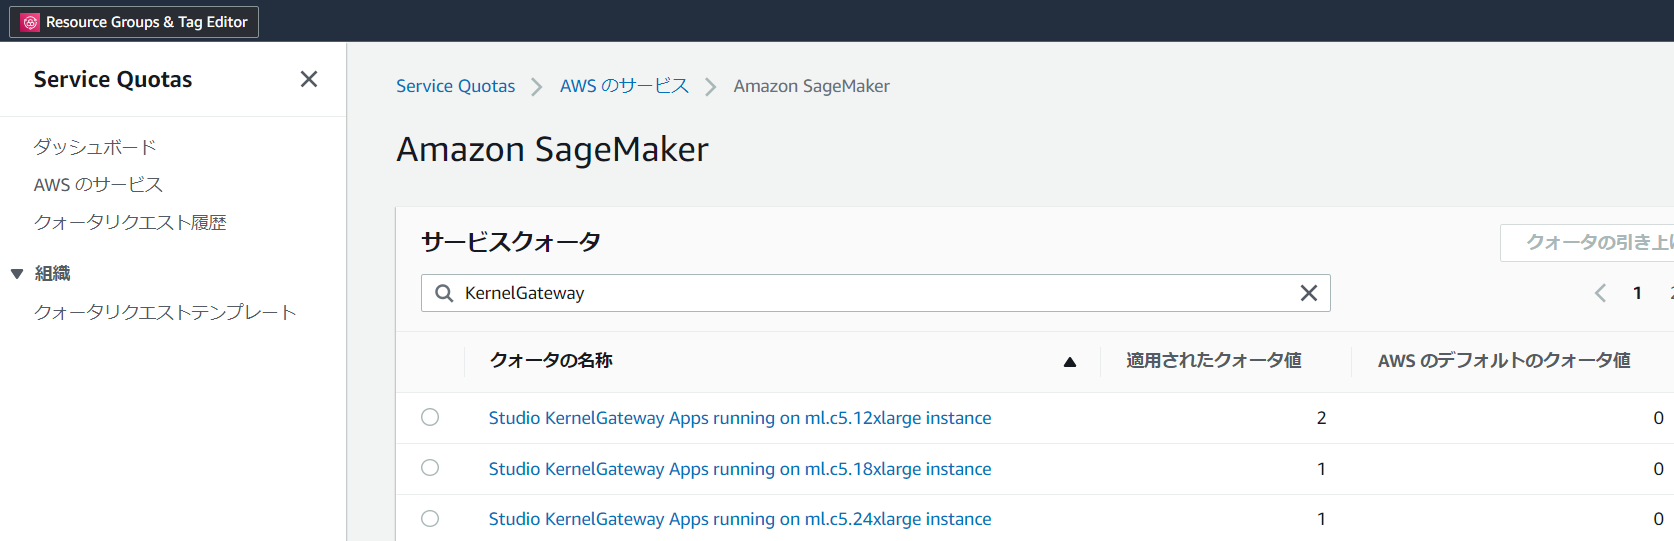 Resource Groups & Tag Editor
Service Quotas
ダッシュボード
AWS のサービス
クォータリクエスト履歴
組織
クォータリクエストテンプレート
Service Quotas
AWS のサービス
Amazon SageMaker
Amazon SageMaker
サービスクォータ
クォータの引き上げ
KernelGateway
1
クォータの名称
適用されたクォータ値
AWS のデフォルトのクォータ値
Studio KernelGateway Apps running on ml.c5.12xlarge instance
2
0
Studio KernelGateway Apps running on ml.c5.18xlarge instance
1
0
Studio KernelGateway Apps running on ml.c5.24xlarge instance
1
0